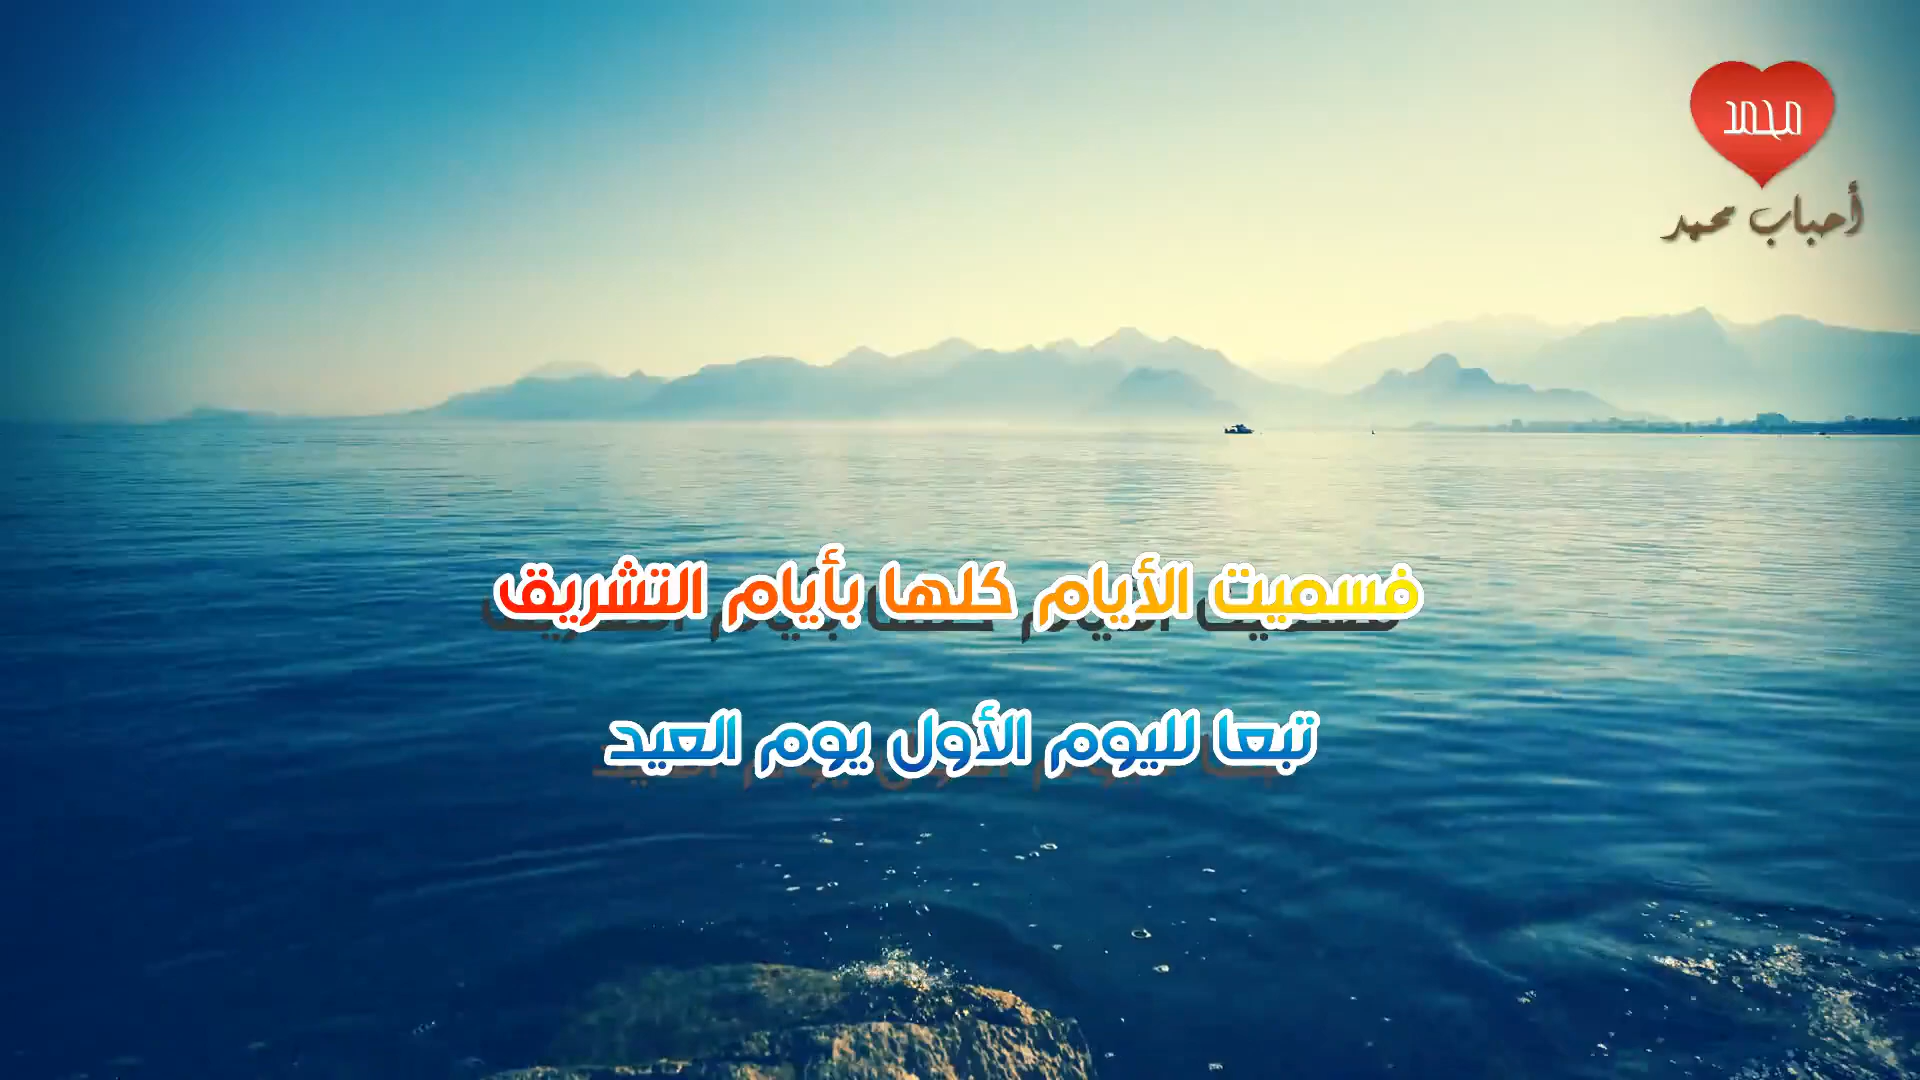 محمد
أحباب محمد
فسميت الأيام كلها بأيام التشريق
تبعا لليوم الأول يوم العيد